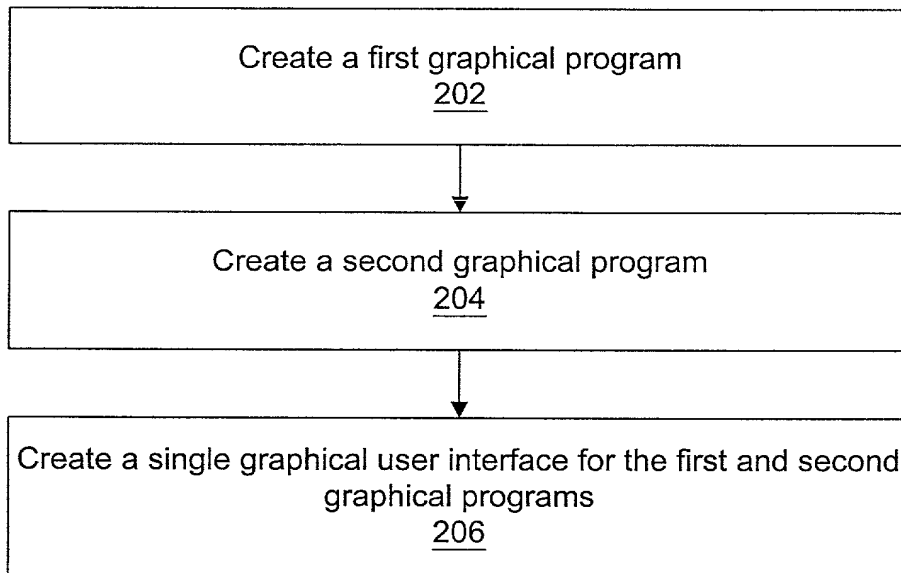 Create a first graphical program
202
Create a second graphical program
204
Create a single graphical user interface for the first and second
graphical programs
206